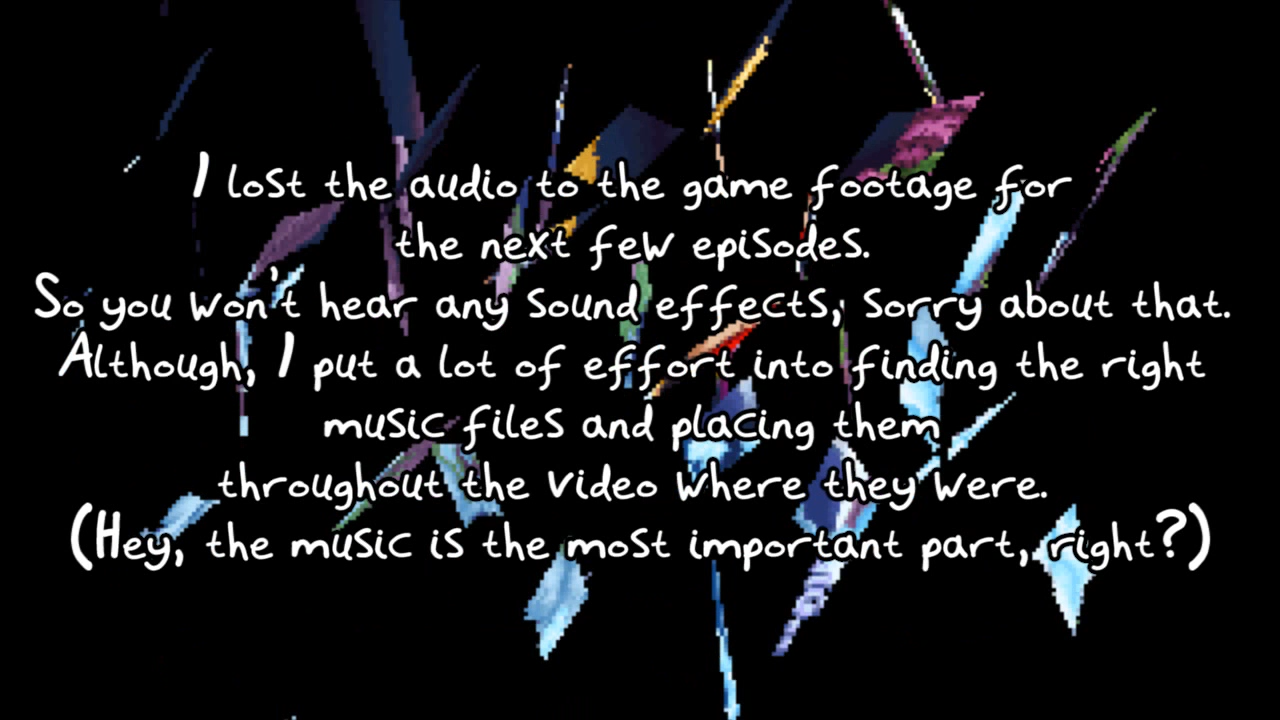 I lost the audio to the game footage for
the next few episodes.
So you won't hear any sound effects, sorry about that.
Although, I put a lot of effort into finding the right
music files and placing them
throughout the video where they were.
(Hey, the music is the most important part, right?)